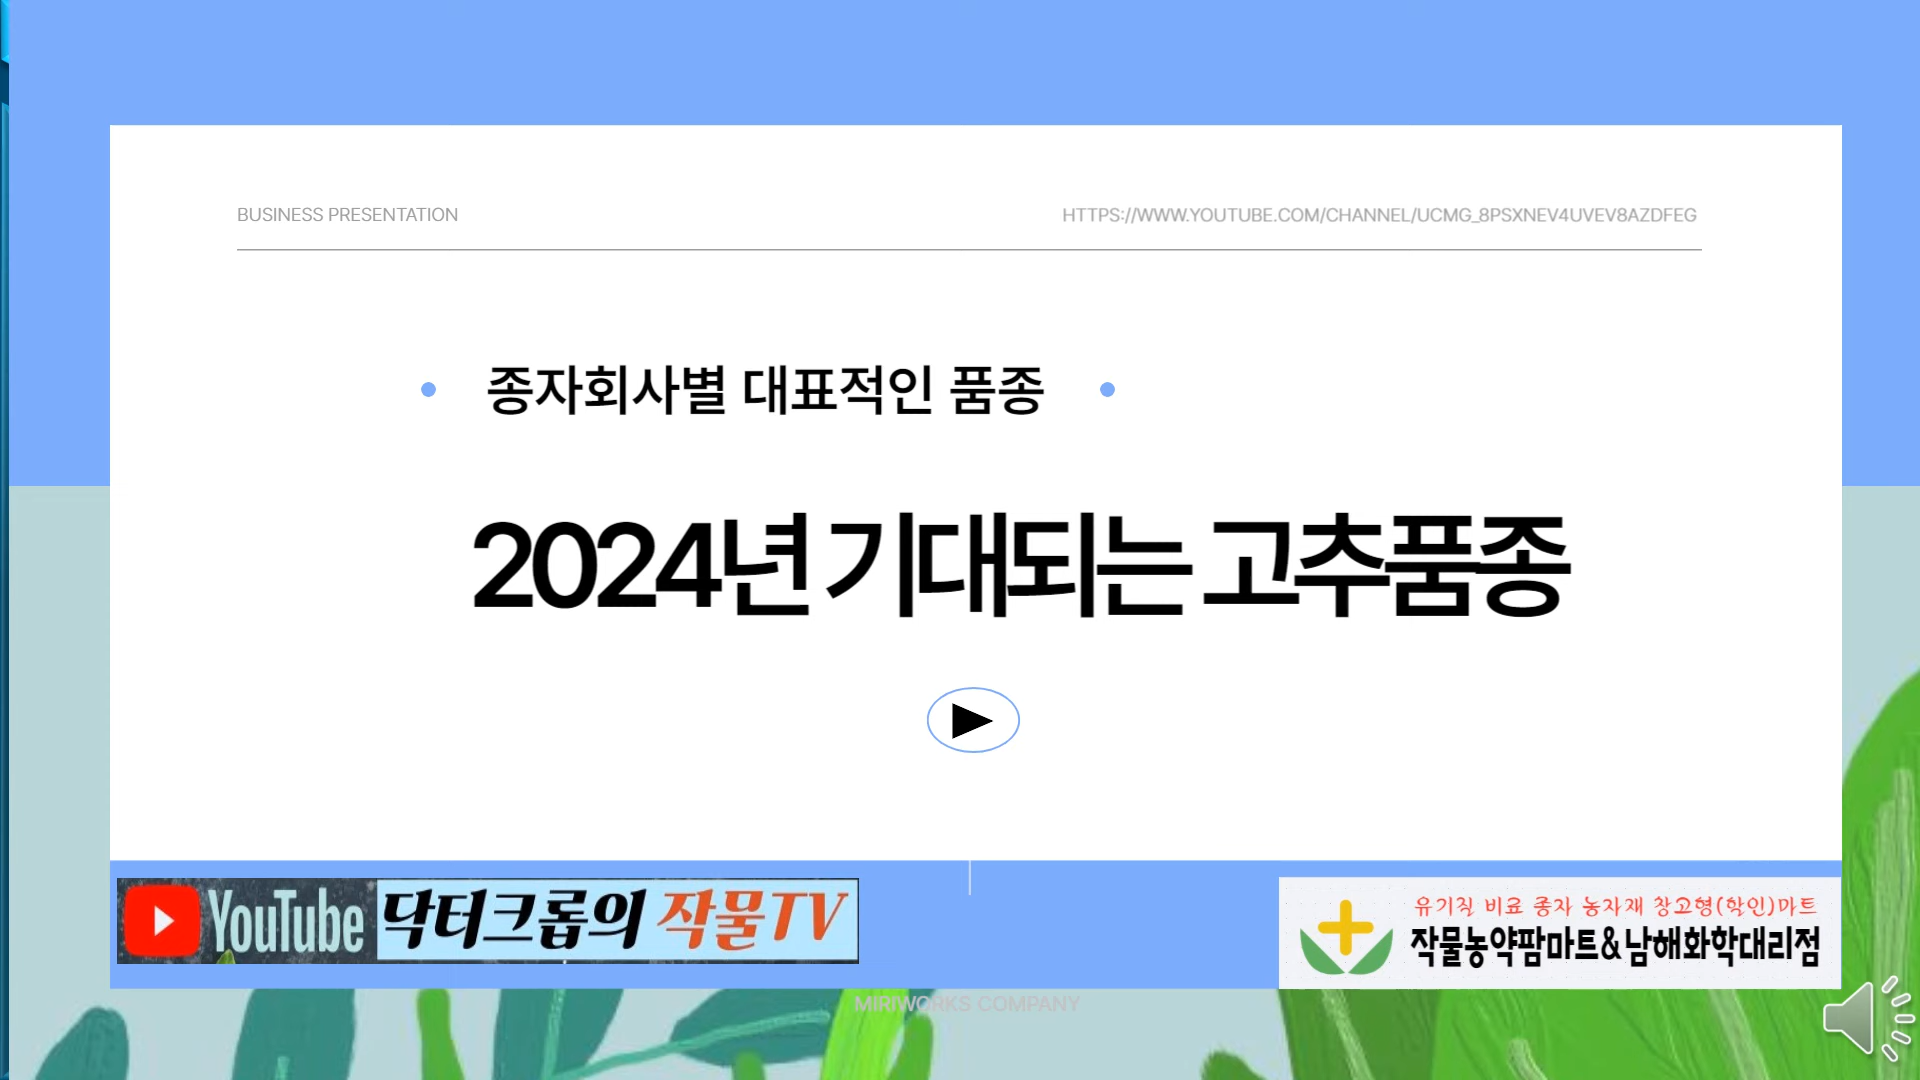 BUSINESS PRESENTATION
HTTPS://WWW.YOUTUBE.COM/CHANNEL/UCMG_8PSXNEV4UVEV8AZDFEG
종자회사별 대표적인 품종
2024년 기대되는 고추품종
YouTube 닥터크롭의 작물TV
유기질 비료 종자 농자재 창고형(할인)마트
작물농약팜마트&남해화학대리점
MIRIWORKS COMPANY